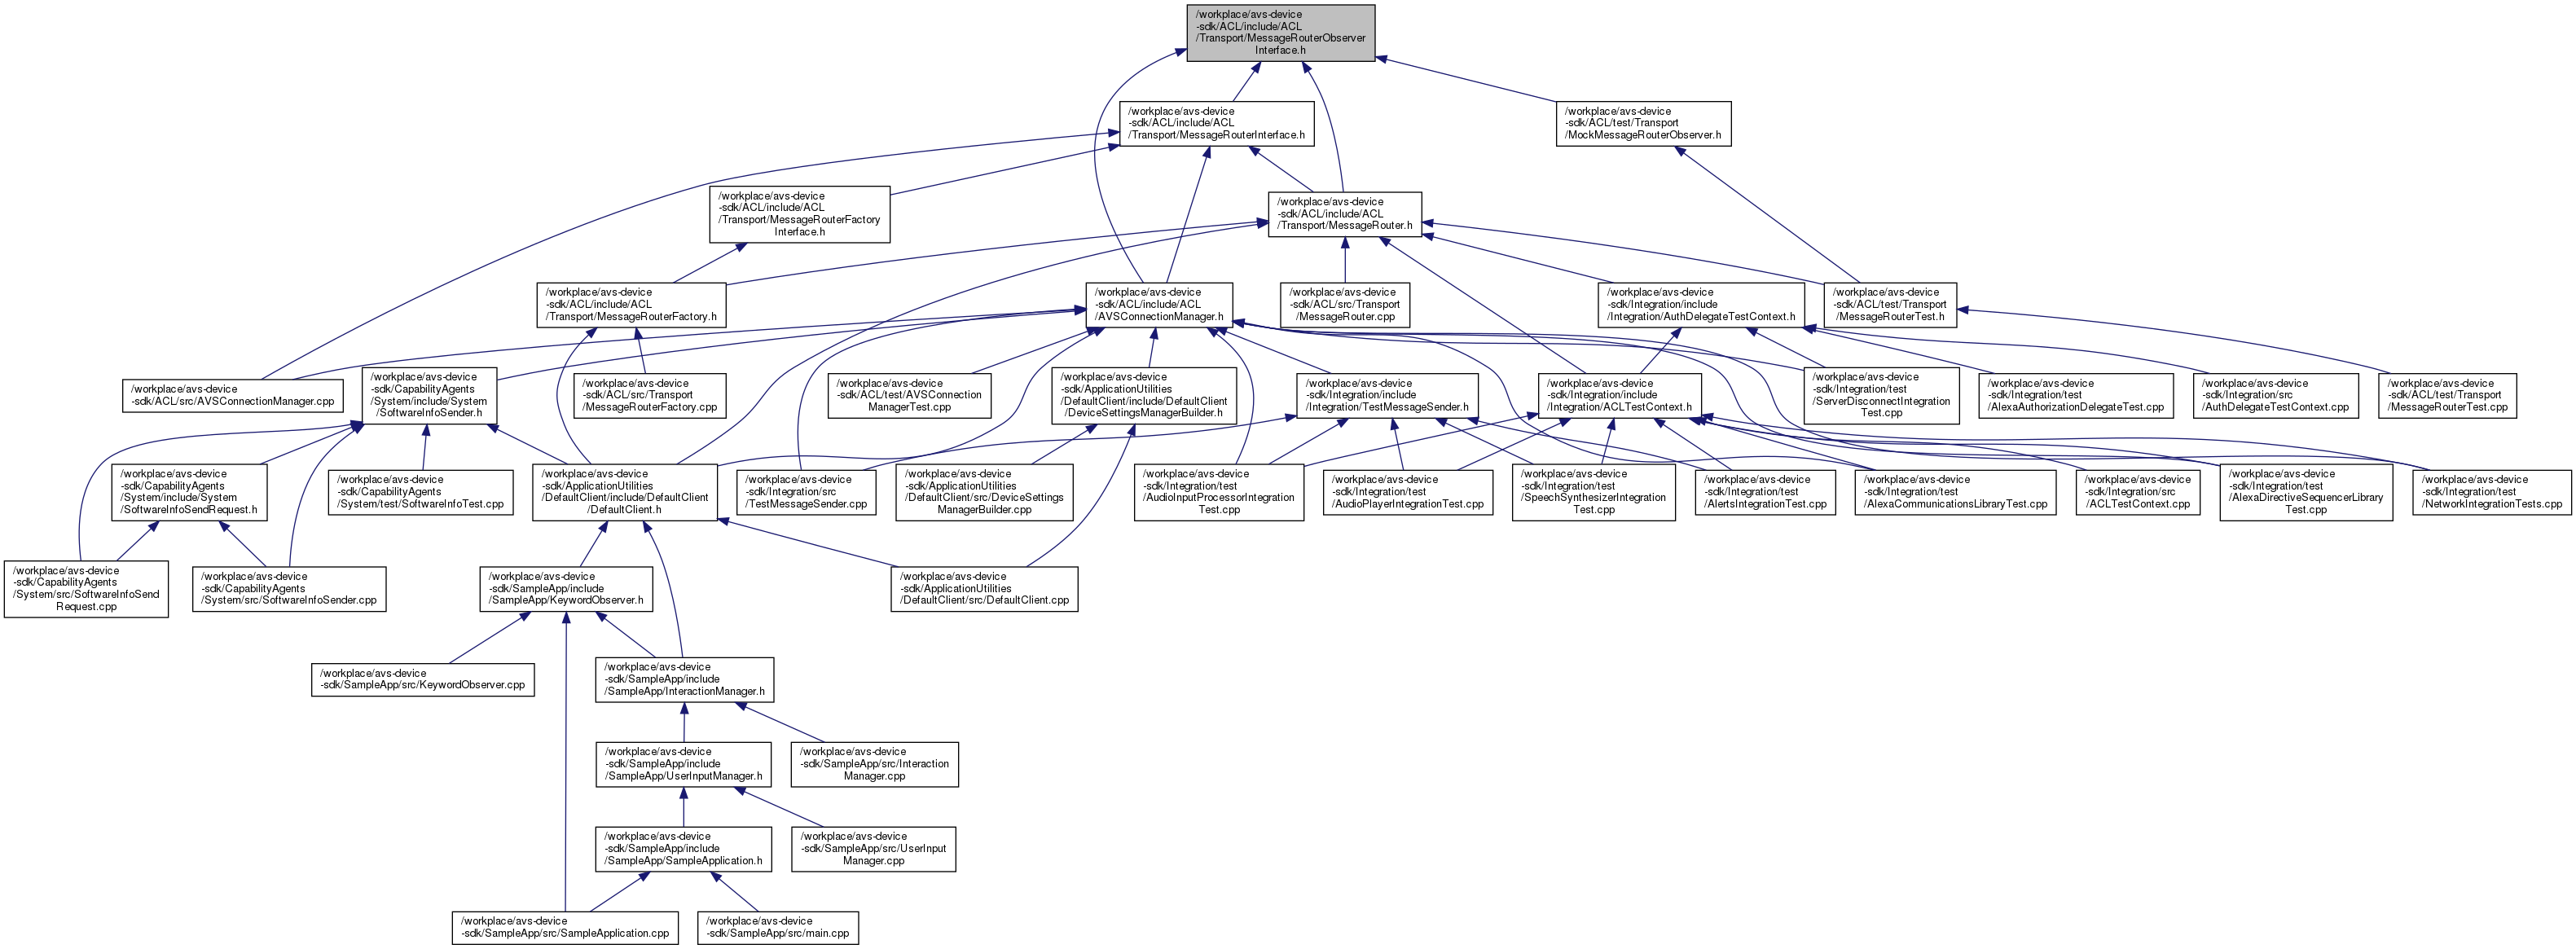 /workplace/avs-device
-sdk/ACL/include/ACL
/Transport/MessageRouterObserver
Interface.h
/workplace/avs-device
-sdk/ACL/include/ACL
/Transport/MessageRouterInterface.h
/workplace/avs-device
-sdk/ACL/test/Transport
/MockMessageRouterObserver.h
/workplace/avs-device
-sdk/ACL/include/ACL
/Transport/MessageRouterFactory
Interface.h
/workplace/avs-device
-sdk/ACL/include/ACL
/Transport/MessageRouter.h
/workplace/avs-device
-sdk/ACL/include/ACL
/Transport/MessageRouterFactory.h
/workplace/avs-device
-sdk/ACL/include/ACL
/AVSConnectionManager.h
/workplace/avs-device
-sdk/ACL/src/Transport
/MessageRouter.cpp
/workplace/avs-device
-sdk/Integration/include
/Integration/AuthDelegateTestContext.h
/workplace/avs-device
-sdk/ACL/test/Transport
/MessageRouterTest.h
/workplace/avs-device
-sdk/ACL/src/AVSConnectionManager.cpp
/workplace/avs-device
-sdk/CapabilityAgents
/System/include/System
/SoftwareInfoSender.h
/workplace/avs-device
-sdk/ACL/src/Transport
/MessageRouterFactory.cpp
/workplace/avs-device
-sdk/ACL/test/AVSConnection
ManagerTest.cpp
/workplace/avs-device
-sdk/ApplicationUtilities
/DefaultClient/include/DefaultClient
/DeviceSettingsManagerBuilder.h
/workplace/avs-device
-sdk/Integration/include
/Integration/TestMessageSender.h
/workplace/avs-device
-sdk/Integration/include
/Integration/ACLTestContext.h
/workplace/avs-device
-sdk/Integration/test
/ServerDisconnectIntegration
Test.cpp
/workplace/avs-device
-sdk/Integration/test
/AlexaAuthorizationDelegateTest.cpp
/workplace/avs-device
-sdk/Integration/src
/AuthDelegateTestContext.cpp
/workplace/avs-device
-sdk/ACL/test/Transport
/MessageRouterTest.cpp
/workplace/avs-device
-sdk/CapabilityAgents
/System/include/System
/SoftwareInfoSendRequest.h
/workplace/avs-device
-sdk/CapabilityAgents
/System/test/SoftwareInfoTest.cpp
/workplace/avs-device
-sdk/ApplicationUtilities
/DefaultClient/include/DefaultClient
/DefaultClient.h
/workplace/avs-device
-sdk/Integration/src
/TestMessageSender.cpp
/workplace/avs-device
-sdk/ApplicationUtilities
/DefaultClient/src/DeviceSettings
ManagerBuilder.cpp
/workplace/avs-device
-sdk/Integration/test
/AudioInputProcessorIntegration
Test.cpp
/workplace/avs-device
-sdk/Integration/test
/AudioPlayerIntegrationTest.cpp
/workplace/avs-device
-sdk/Integration/test
/SpeechSynthesizerIntegration
Test.cpp
/workplace/avs-device
-sdk/Integration/test
/AlertsIntegrationTest.cpp
/workplace/avs-device
-sdk/Integration/test
/AlexaCommunicationsLibraryTest.cpp
/workplace/avs-device
-sdk/Integration/src
/ACLTestContext.cpp
/workplace/avs-device
-sdk/Integration/test
/AlexaDirectiveSequencerLibrary
Test.cpp
/workplace/avs-device
-sdk/Integration/test
/NetworkIntegrationTests.cpp
/workplace/avs-device
-sdk/CapabilityAgents
/System/src/SoftwareInfoSend
Request.cpp
/workplace/avs-device
-sdk/CapabilityAgents
/System/src/SoftwareInfoSender.cpp
/workplace/avs-device
-sdk/SampleApp/include
/SampleApp/KeywordObserver.h
/workplace/avs-device
-sdk/ApplicationUtilities
/DefaultClient/src/DefaultClient.cpp
/workplace/avs-device
-sdk/SampleApp/src/KeywordObserver.cpp
/workplace/avs-device
-sdk/SampleApp/include
/SampleApp/InteractionManager.h
/workplace/avs-device
-sdk/SampleApp/include
/SampleApp/UserInputManager.h
/workplace/avs-device
-sdk/SampleApp/src/Interaction
Manager.cpp
/workplace/avs-device
-sdk/SampleApp/include
/SampleApp/SampleApplication.h
/workplace/avs-device
-sdk/SampleApp/src/UserInput
Manager.cpp
/workplace/avs-device
-sdk/SampleApp/src/SampleApplication.cpp
/workplace/avs-device
-sdk/SampleApp/src/main.cpp